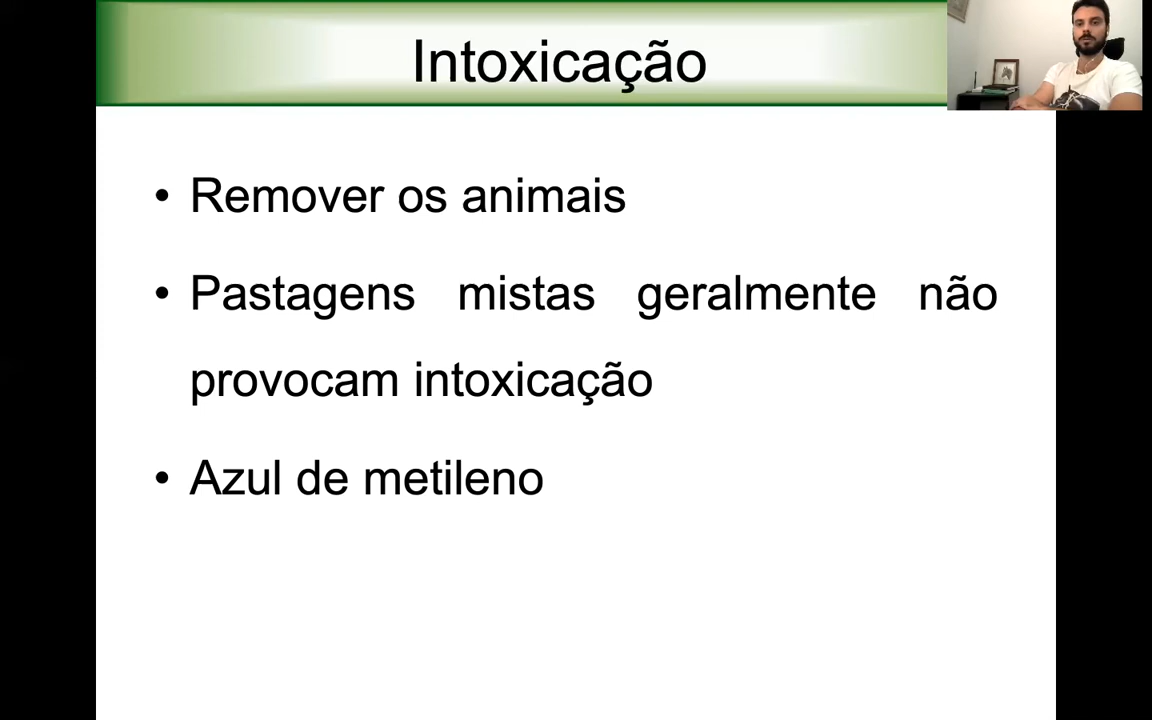 Intoxicação
• Remover os animais
• Pastagens mistas geralmente não
provocam intoxicação
• Azul de metileno